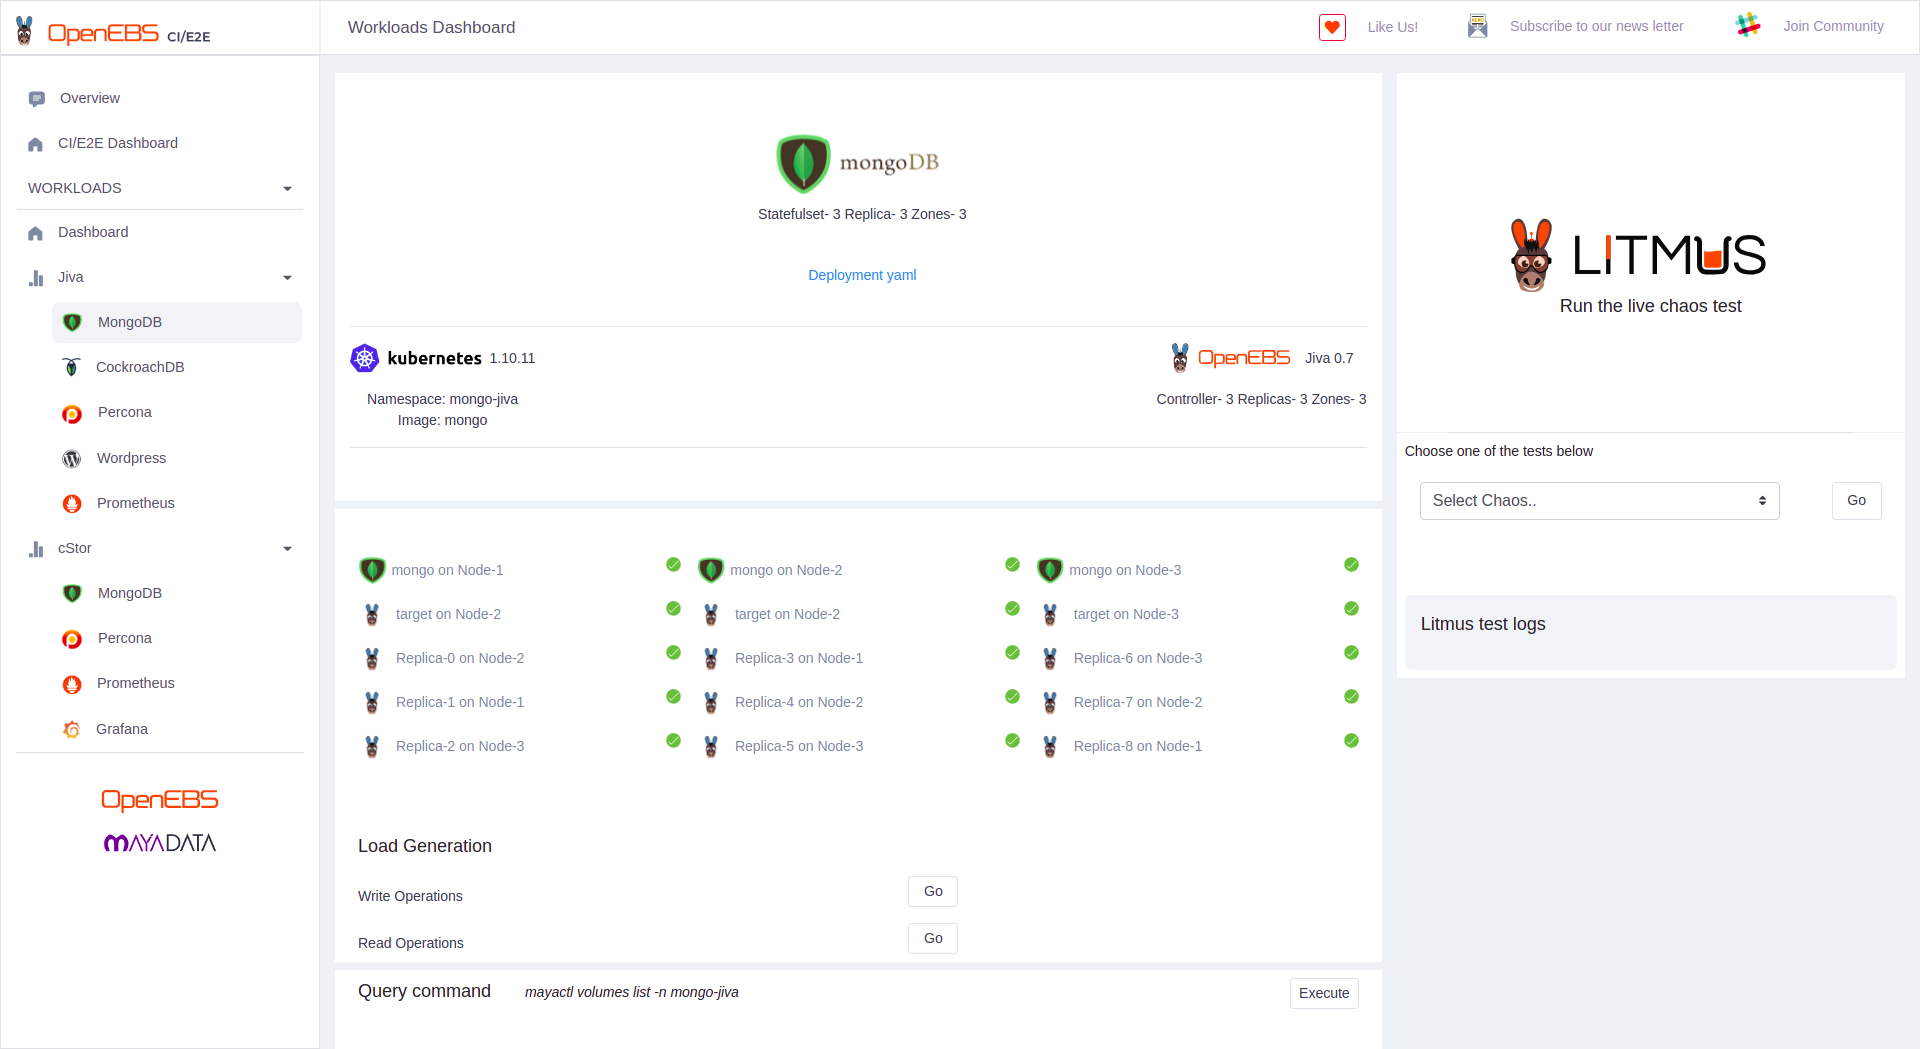 OpenEBS CI/E2E
Workloads Dashboard
Like Us!
NEWS
Subscribe to our news letter
Join Community
Overview
CI/E2E Dashboard
WORKLOADS
Dashboard
Jiva
MongoDB
CockroachDB
Percona
Wordpress
Prometheus
cStor
MongoDB
Percona
Prometheus
Grafana
OpenEBS
MAYADATA
mongoDB
Statefulset- 3 Replica- 3 Zones- 3
Deployment yaml
kubernetes 1.10.11
OpenEBS Jiva 0.7
Namespace: mongo-jiva
Image: mongo
Controller- 3 Replicas- 3 Zones- 3
mongo on Node-1
mongo on Node-2
mongo on Node-3
target on Node-2
target on Node-2
target on Node-3
Replica-0 on Node-2
Replica-3 on Node-1
Replica-6 on Node-3
Replica-1 on Node-1
Replica-4 on Node-2
Replica-7 on Node-2
Replica-2 on Node-3
Replica-5 on Node-3
Replica-8 on Node-1
Load Generation
Write Operations
Go
Read Operations
Go
Query command
mayactl volumes list -n mongo-jiva
Execute
LITMUS
Run the live chaos test
Choose one of the tests below
Select Chaos..
Go
Litmus test logs